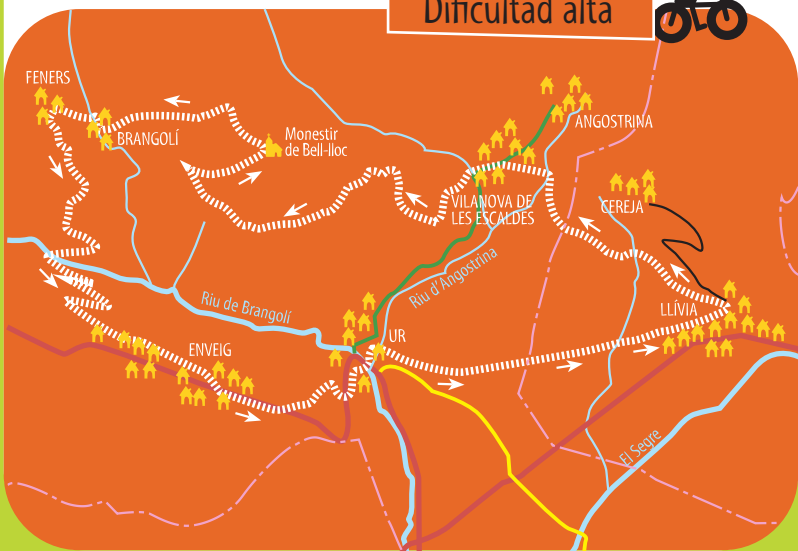 Dificultad alta
FENERS
BRANGOLÍ
Monestir
de Bell-lloc
ANGOSTRINA
VILANOVA DE
LES ESCALDES
CEREJA
Riu d'Angostrina
Riu de Brangolí
LLÍVIA
UR
ENVEIG
El Segre